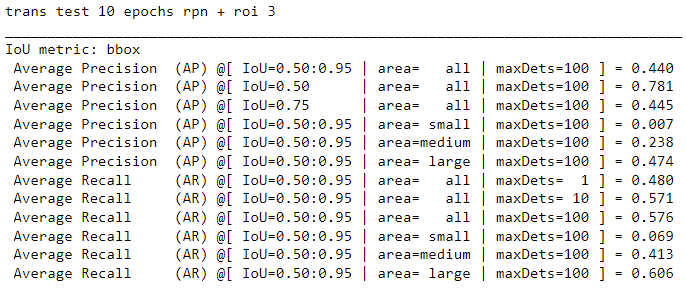 trans test 10 epochs rpn + roi 3
IoU metric: bbox
Average Precision  (AP) @[ IoU=0.50:0.95 | area=   all | maxDets=100 ] = 0.440
Average Precision  (AP) @[ IoU=0.50      | area=   all | maxDets=100 ] = 0.781
Average Precision  (AP) @[ IoU=0.75      | area=   all | maxDets=100 ] = 0.445
Average Precision  (AP) @[ IoU=0.50:0.95 | area= small | maxDets=100 ] = 0.007
Average Precision  (AP) @[ IoU=0.50:0.95 | area=medium | maxDets=100 ] = 0.238
Average Precision  (AP) @[ IoU=0.50:0.95 | area= large | maxDets=100 ] = 0.474
Average Recall     (AR) @[ IoU=0.50:0.95 | area=   all | maxDets=  1 ] = 0.480
Average Recall     (AR) @[ IoU=0.50:0.95 | area=   all | maxDets= 10 ] = 0.571
Average Recall     (AR) @[ IoU=0.50:0.95 | area=   all | maxDets=100 ] = 0.576
Average Recall     (AR) @[ IoU=0.50:0.95 | area= small | maxDets=100 ] = 0.069
Average Recall     (AR) @[ IoU=0.50:0.95 | area=medium | maxDets=100 ] = 0.413
Average Recall     (AR) @[ IoU=0.50:0.95 | area= large | maxDets=100 ] = 0.606